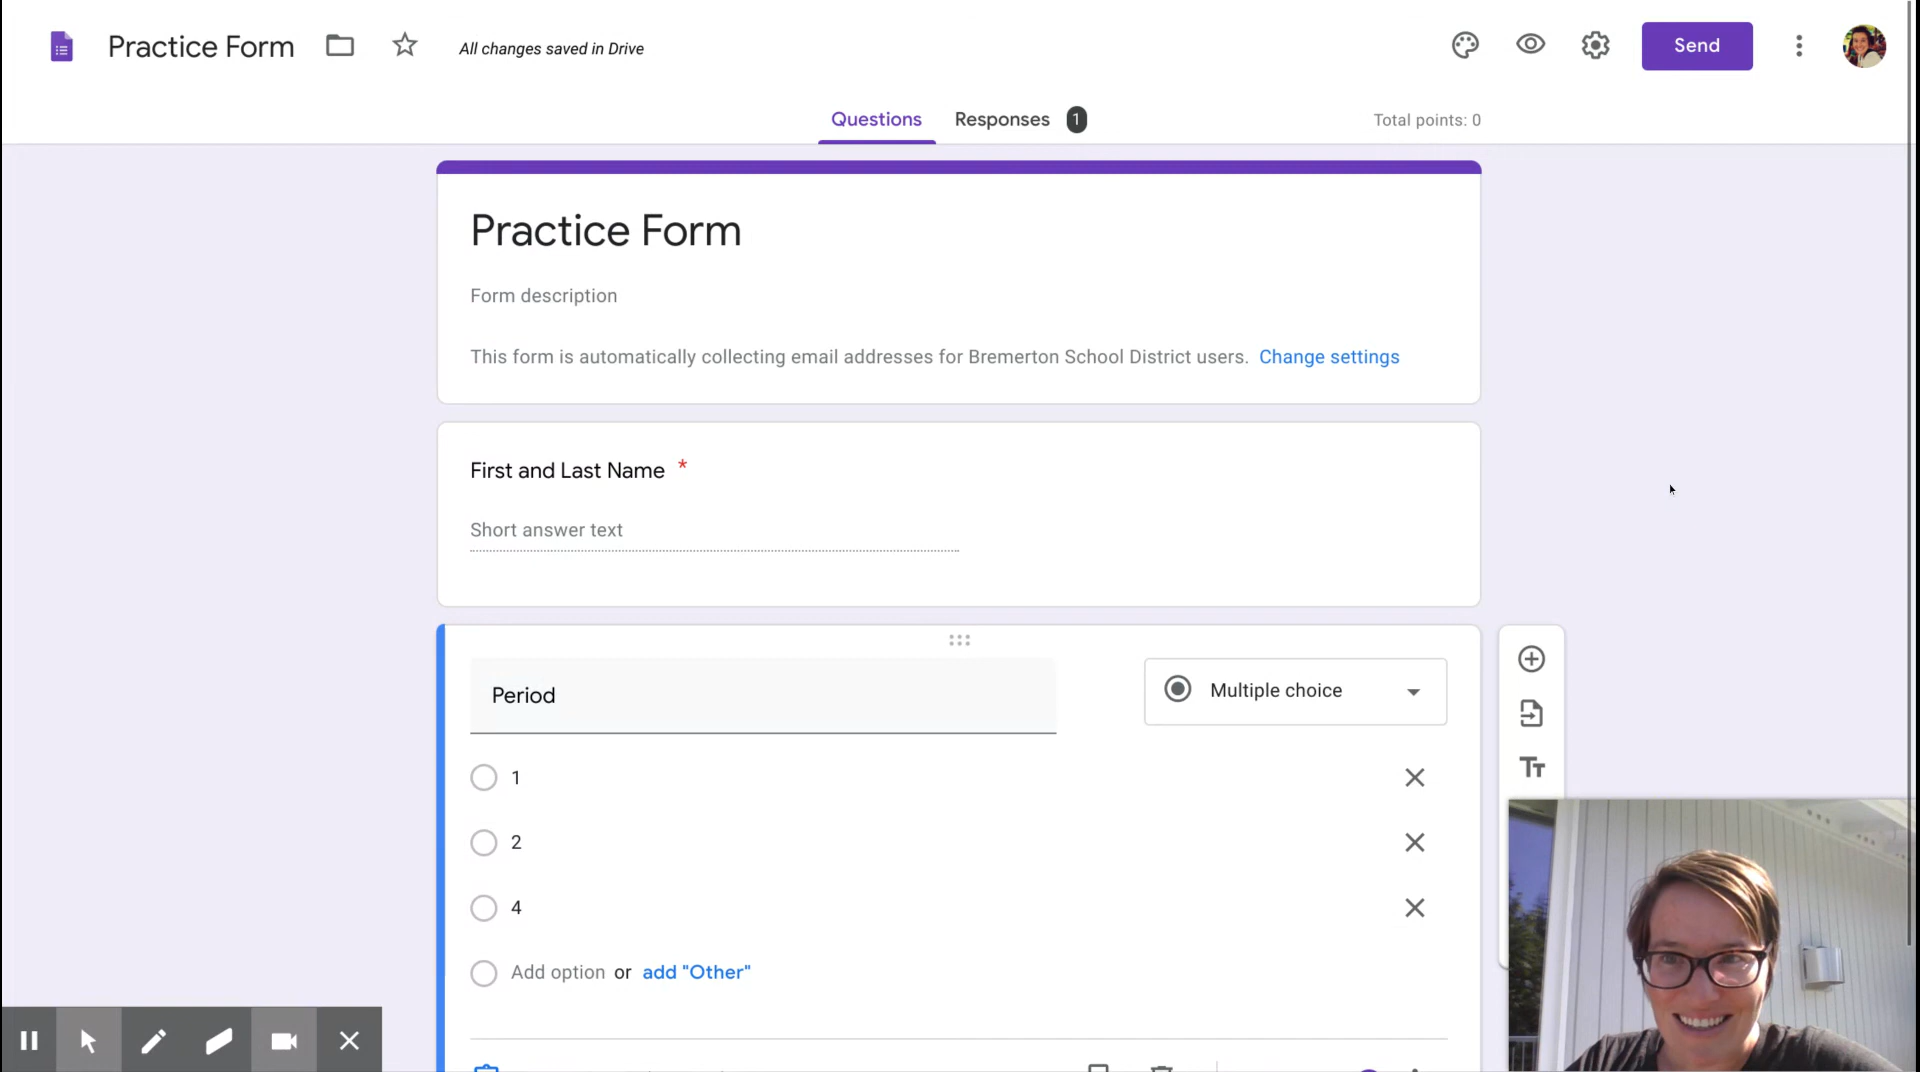 Practice Form
All changes saved in Drive
Send
Questions
Responses
1
Total points: 0
Practice Form
Form description
This form is automatically collecting email addresses for Bremerton School District users. Change settings
First and Last Name *
Short answer text
Period
Multiple choice
Tт
1
2
4
Add option or add "Other"